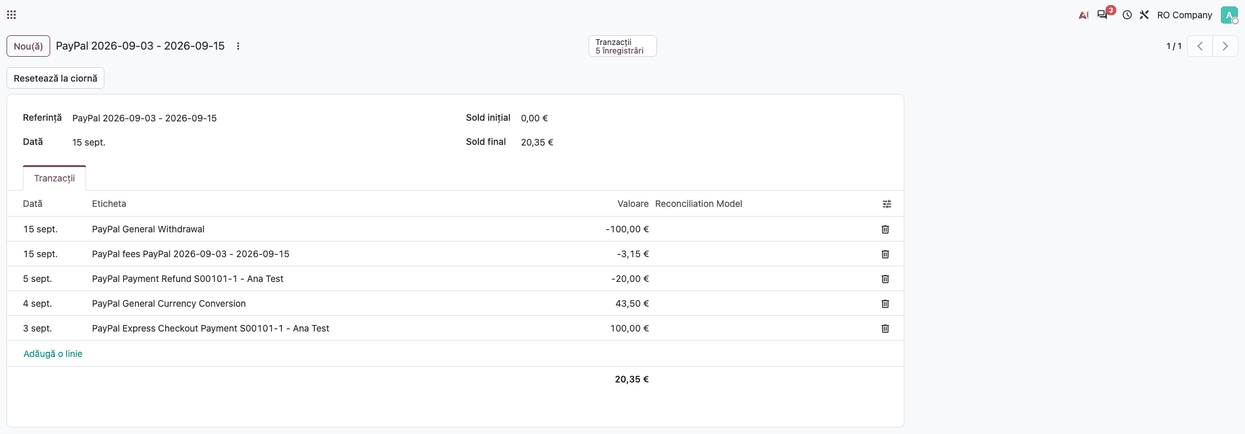 AI 3 RO Company A
Nou(ă) PayPal 2026-09-03 - 2026-09-15 Tranzacții 1 / 1
5 înregistrări
Resetează la ciornă
Referință PayPal 2026-09-03 - 2026-09-15 Sold inițial 0,00 €
Dată 15 sept. Sold final 20,35 €
Tranzacții
Dată Eticheta Valoare Reconciliation Model
15 sept. PayPal General Withdrawal -100,00 €
15 sept. PayPal fees PayPal 2026-09-03 - 2026-09-15 -3,15 €
5 sept. PayPal Payment Refund S00101-1 - Ana Test -20,00 €
4 sept. PayPal General Currency Conversion 43,50 €
3 sept. PayPal Express Checkout Payment S00101-1 - Ana Test 100,00 €
Adăugă o linie
20,35 €